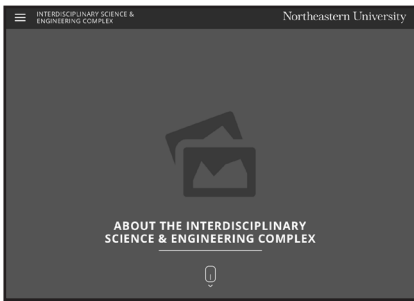 INTERDISCIPLINARY SCIENCE &
ENGINEERING COMPLEX
Northeastern University
ABOUT THE INTERDISCIPLINARY
SCIENCE & ENGINEERING COMPLEX